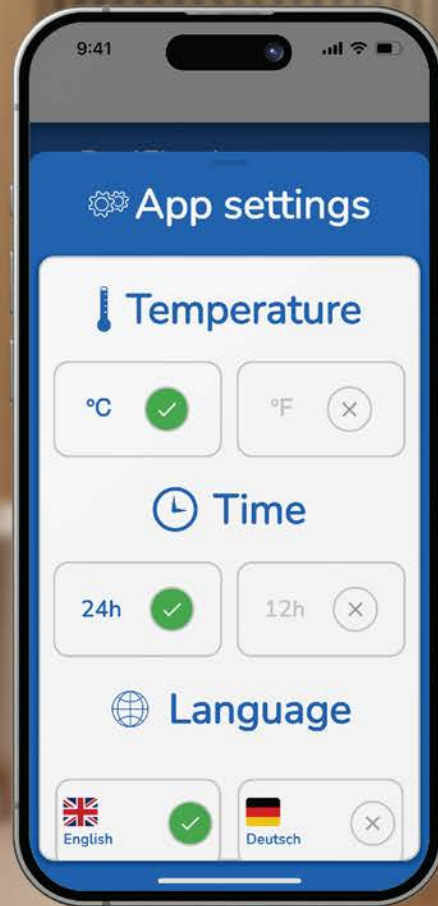 9:41
App settings
Temperature
°C
°F
Time
24h
12h
Language
English
Deutsch